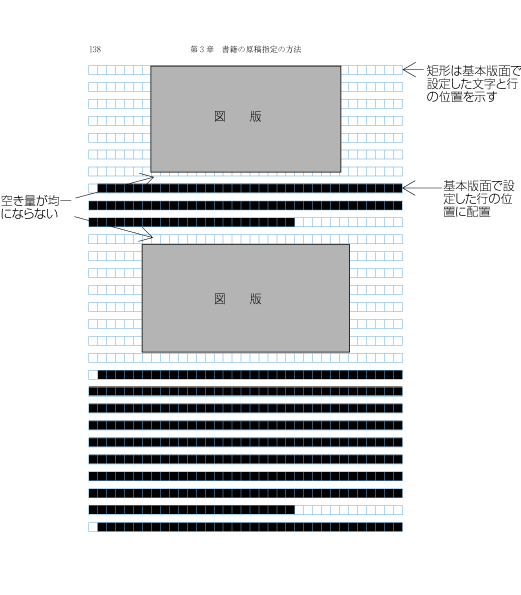 138
第 3 章　書籍の原稿指定の方法
矩形は基本版面で
設定した文字と行
の位置を示す
図　版
基本版面で設
定した行の位
置に配置
空き量が均一
にならない
図　版